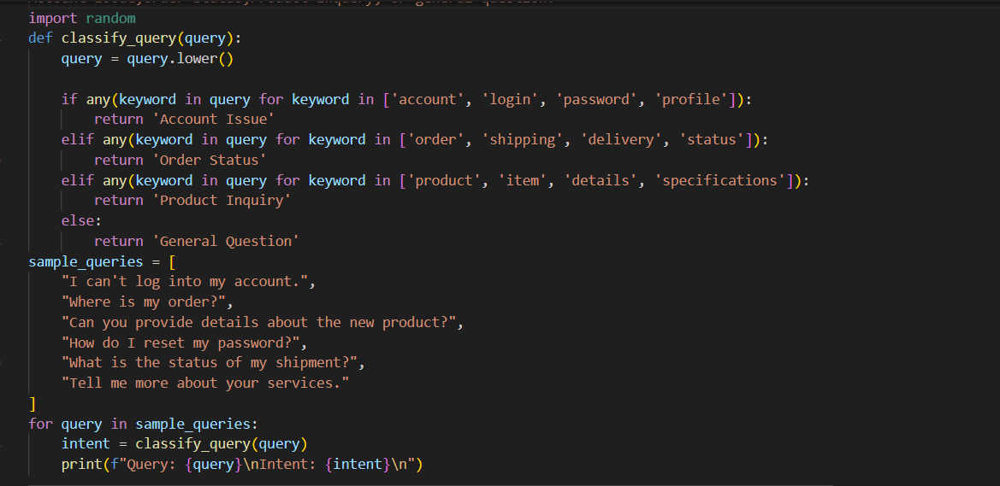 import random
def classify_query(query):
    query = query.lower()

    if any(keyword in query for keyword in ['account', 'login', 'password', 'profile']):
        return 'Account Issue'
    elif any(keyword in query for keyword in ['order', 'shipping', 'delivery', 'status']):
        return 'Order Status'
    elif any(keyword in query for keyword in ['product', 'item', 'details', 'specifications']):
        return 'Product Inquiry'
    else:
        return 'General Question'
sample_queries = [
    "I can't log into my account.",
    "Where is my order?",
    "Can you provide details about the new product?",
    "How do I reset my password?",
    "What is the status of my shipment?",
    "Tell me more about your services."
]
for query in sample_queries:
    intent = classify_query(query)
    print(f"Query: {query}\nIntent: {intent}\n")